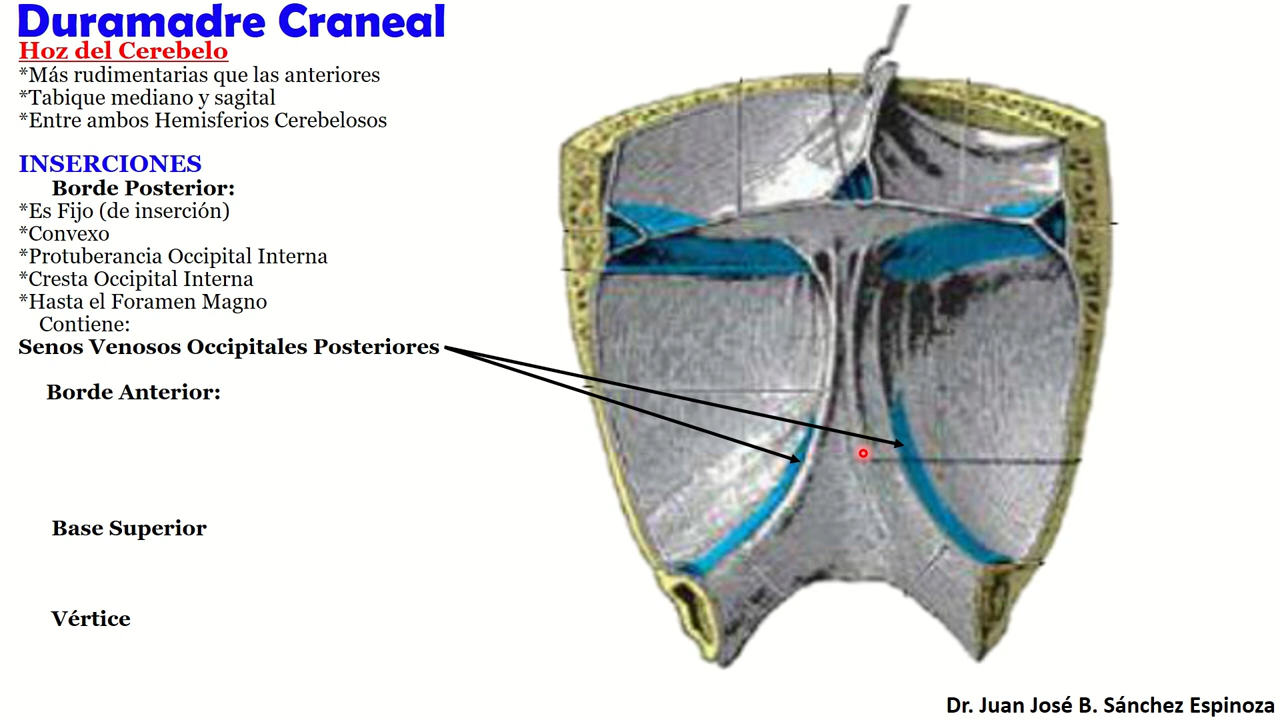 Duramadre Craneal
Hoz del Cerebelo
*Más rudimentarias que las anteriores
*Tabique mediano y sagital
*Entre ambos Hemisferios Cerebelosos
INSERCIONES
Borde Posterior:
*Es Fijo (de inserción)
*Convexo
*Protuberancia Occipital Interna
*Cresta Occipital Interna
*Hasta el Foramen Magno
Contiene:
Senos Venosos Occipitales Posteriores
Borde Anterior:
Base Superior
Vértice
Dr. Juan José B. Sánchez Espinoza